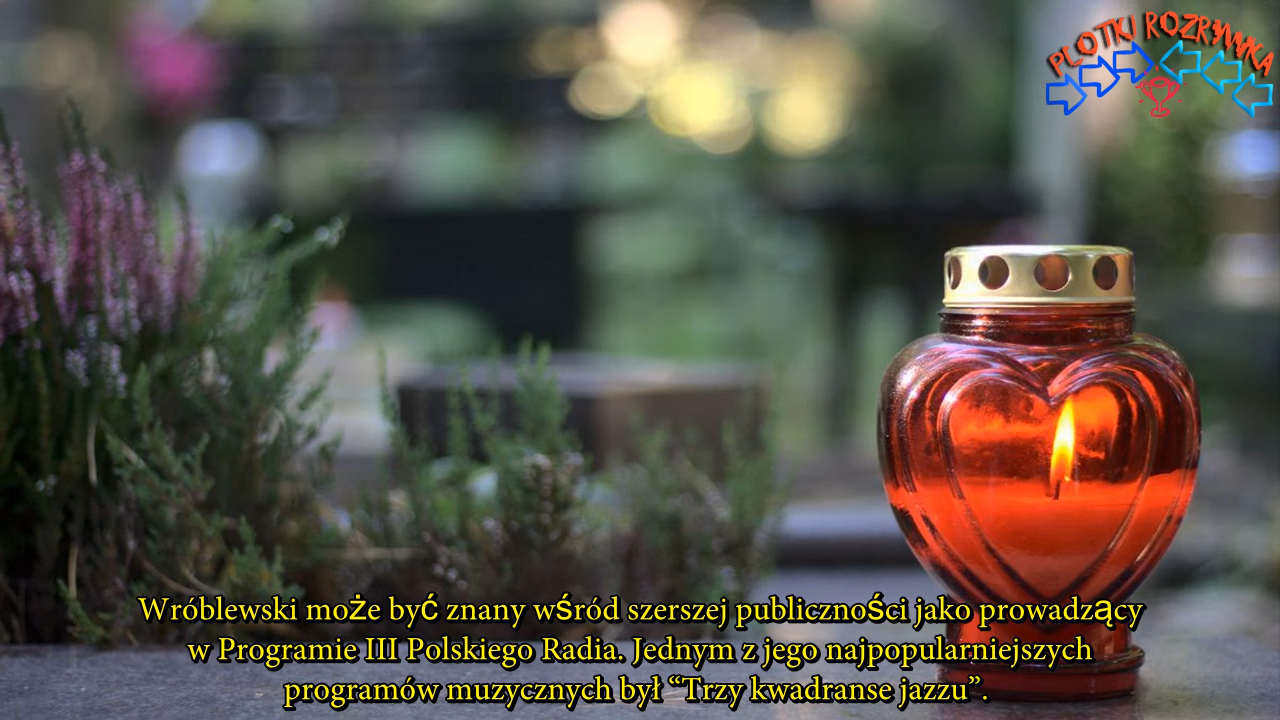 PLOTKI ROZRYWKA
Wróblewski może być znany wśród szerszej publiczności jako prowadzący
w Programie III Polskiego Radia. Jednym z jego najpopularniejszych
programów muzycznych był “Trzy kwadranse jazzu”.